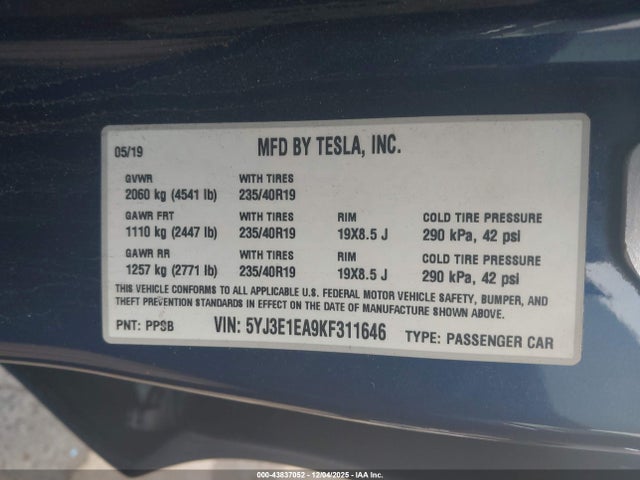 05/19 MFD BY TESLA, INC.
GVWR WITH TIRES
2060 kg (4541 lb) 235/40R19
GAWR FRT WITH TIRES RIM COLD TIRE PRESSURE
1110 kg (2447 lb) 235/40R19 19X8.5 J 290 kPa, 42 psi
GAWR RR WITH TIRES RIM COLD TIRE PRESSURE
1257 kg (2771 lb) 235/40R19 19X8.5 J 290 kPa, 42 psi
THIS VEHICLE CONFORMS TO ALL APPLICABLE U.S. FEDERAL MOTOR VEHICLE SAFETY, BUMPER, AND
THEFT PREVENTION STANDARDS IN EFFECT ON THE DATE OF MANUFACTURE SHOWN ABOVE.
PNT: PPSB VIN: 5YJ3E1EA9KF311646 TYPE: PASSENGER CAR
000-43837052 - 12/04/2025 - IAA Inc.